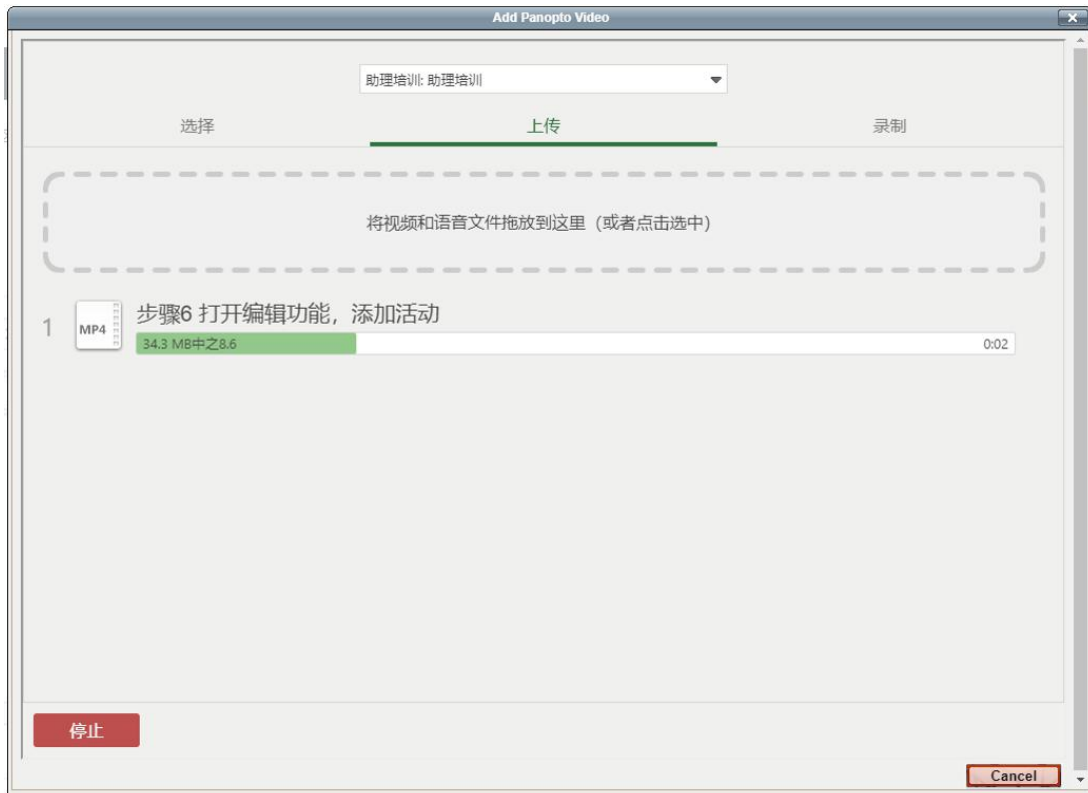 Add Panopto Video
助理培训: 助理培训
选择
上传
录制
将视频和语音文件拖放到这里（或者点击选中）
1
MP4
步骤6 打开编辑功能，添加活动
34.3 MB中之8.6
0:02
停止
Cancel